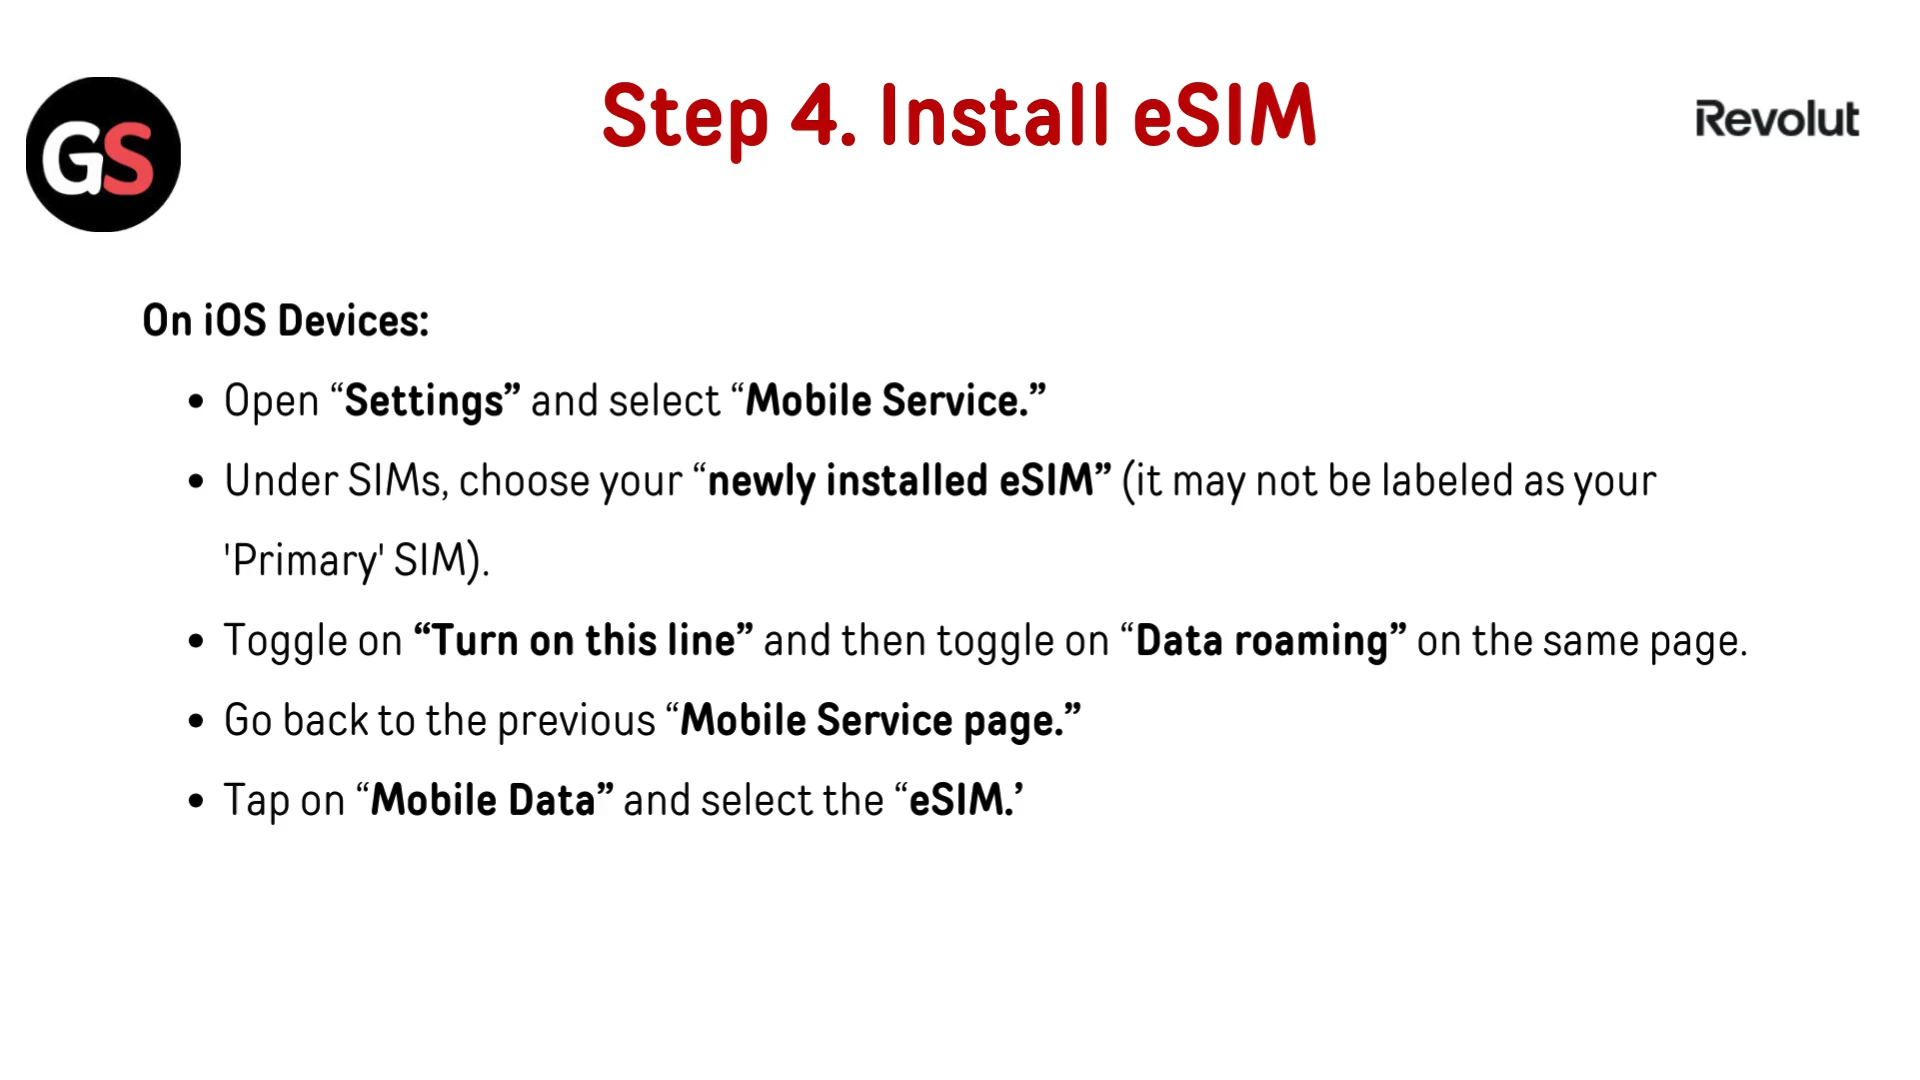 GS
Step 4. Install eSIM
Revolut
On iOS Devices:
• Open “Settings” and select “Mobile Service.”
• Under SIMs, choose your “newly installed eSIM” (it may not be labeled as your
'Primary' SIM).
• Toggle on “Turn on this line” and then toggle on “Data roaming” on the same page.
• Go back to the previous “Mobile Service page.”
• Tap on “Mobile Data” and select the “eSIM.’